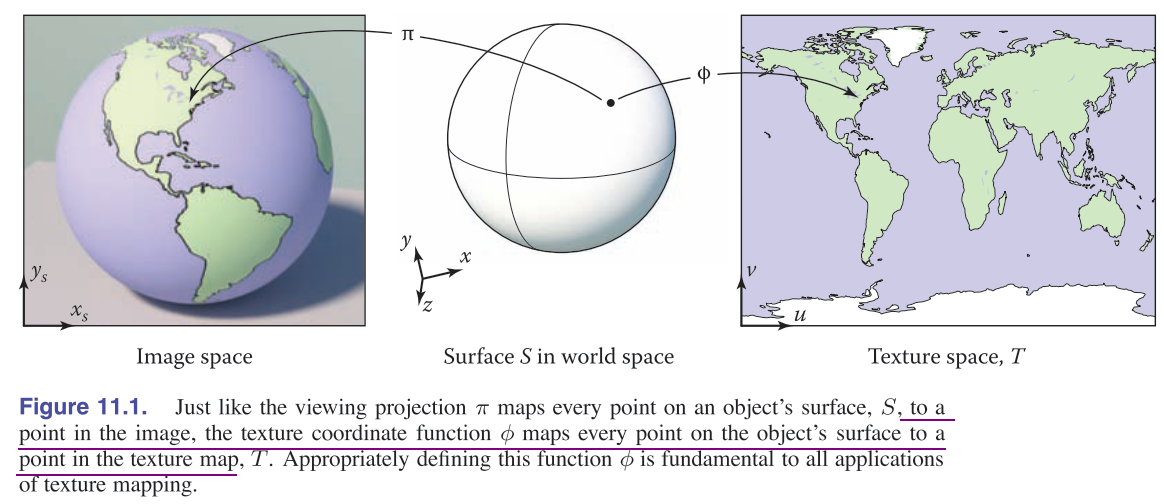 π
ϕ
y
x
z
yₛ
xₛ
v
u
Image space
Surface S in world space
Texture space, T
Figure 11.1. Just like the viewing projection π maps every point on an object's surface, S, to a
point in the image, the texture coordinate function ϕ maps every point on the object's surface to a
point in the texture map, T. Appropriately defining this function ϕ is fundamental to all applications
of texture mapping.